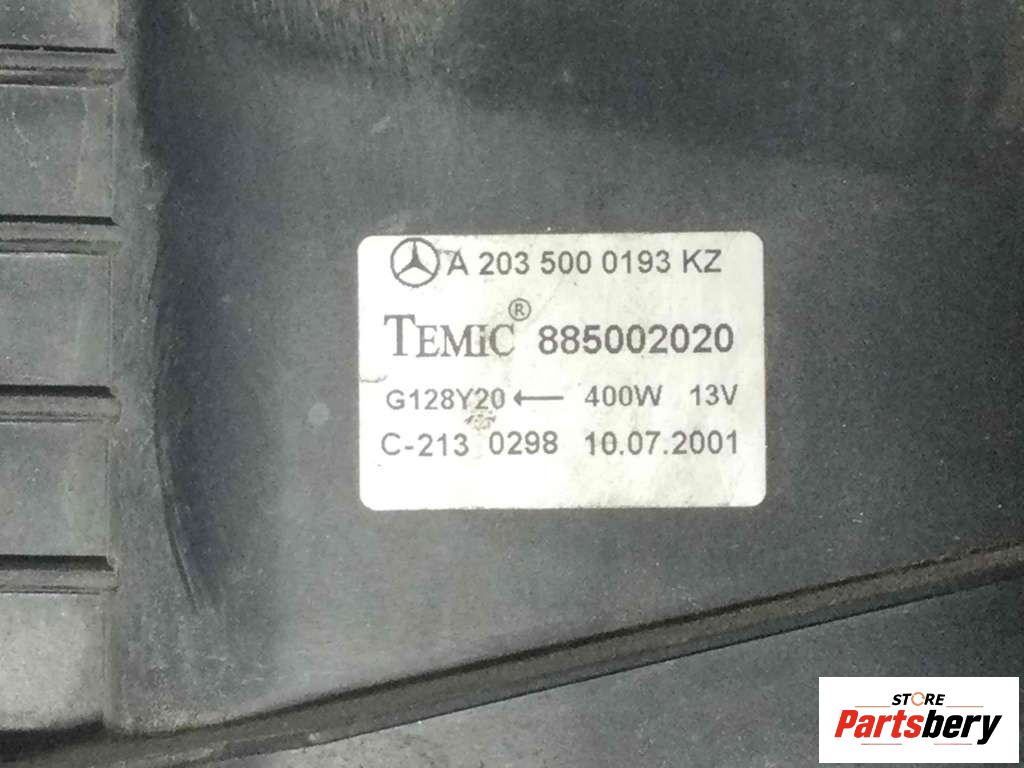 A 203 500 0193 KZ
TEMIC® 885002020
G128Y20 ← 400W 13V
C-213 0298 10.07.2001
STORE
Partsbery